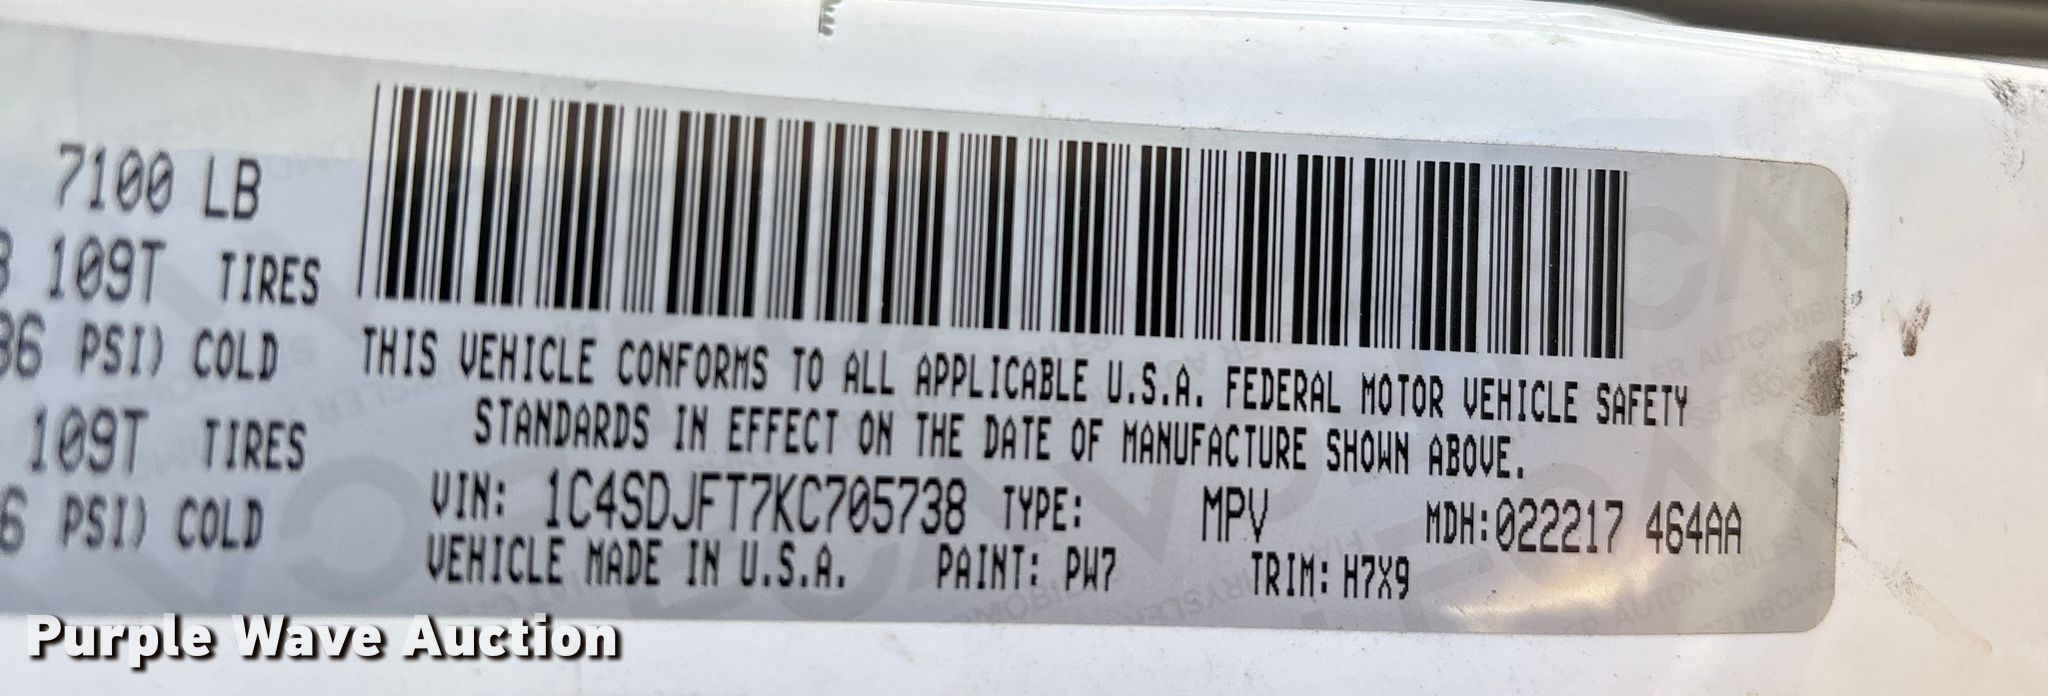 7100 LB
109T TIRES
36 PSI) COLD
109T TIRES
PSI) COLD
THIS VEHICLE CONFORMS TO ALL APPLICABLE U.S.A. FEDERAL MOTOR VEHICLE SAFETY
STANDARDS IN EFFECT ON THE DATE OF MANUFACTURE SHOWN ABOVE.
VIN: 1C4SDJFT7KC705738 TYPE: MPV MDH:022217 464AA
VEHICLE MADE IN U.S.A. PAINT: PW7 TRIM: H7X9
Purple Wave Auction